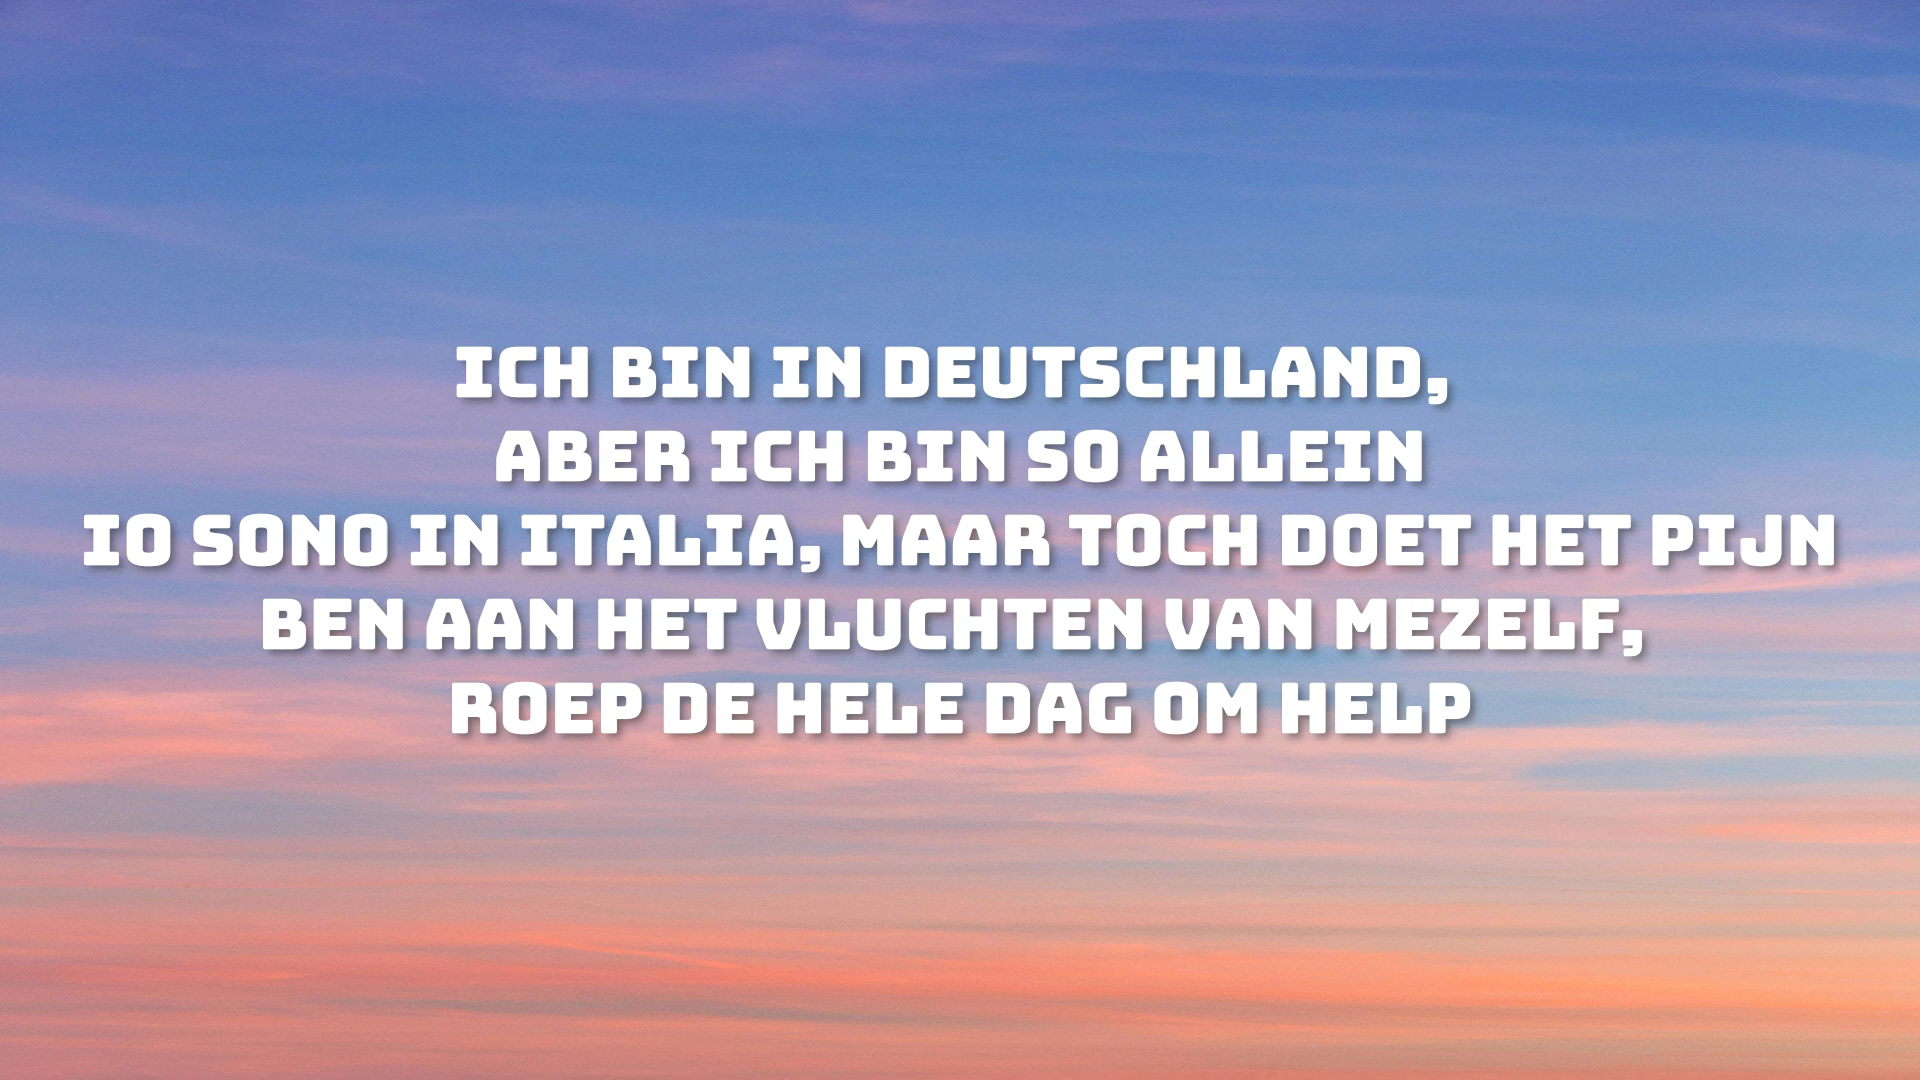 ICH BIN IN DEUTSCHLAND,
ABER ICH BIN SO ALLEIN
IO SONO IN ITALIA, MAAR TOCH DOET HET PIJN
BEN AAN HET VLUCHTEN VAN MEZELF,
ROEP DE HELE DAG OM HELP